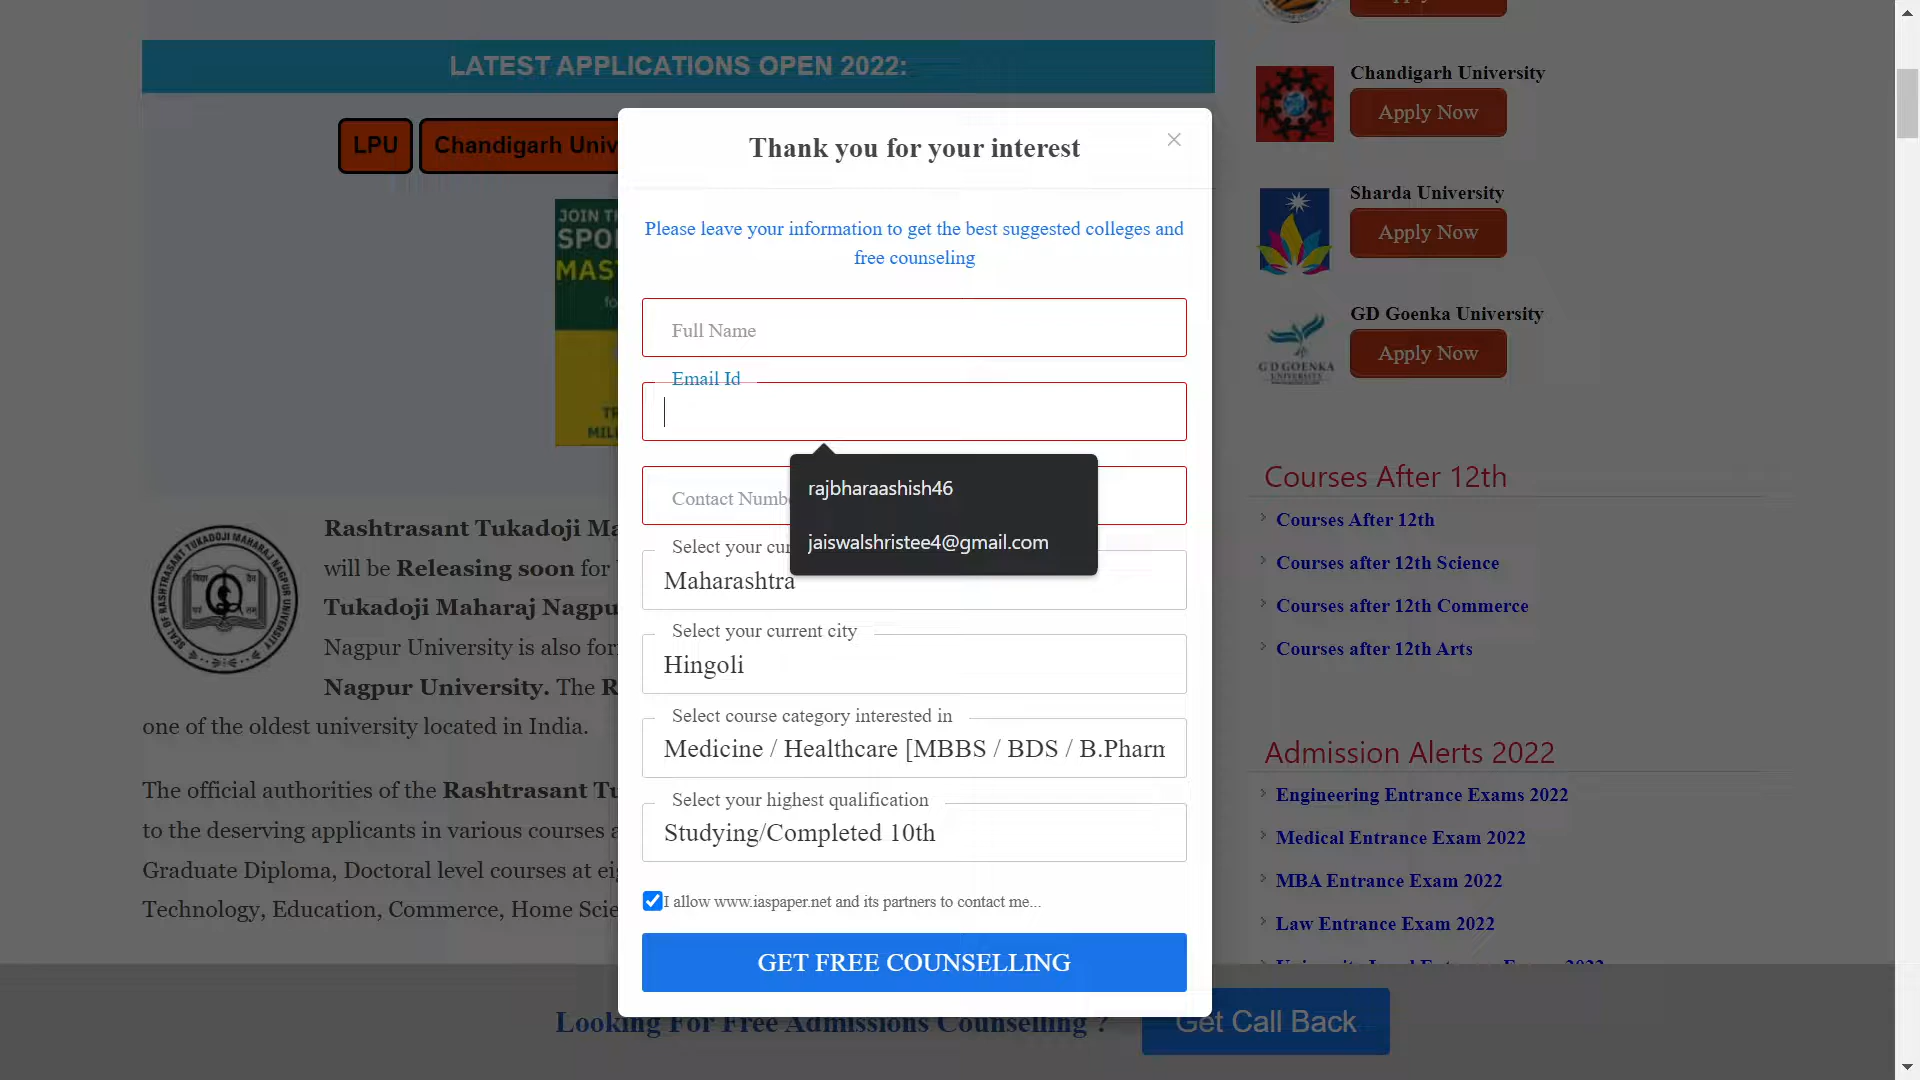 LATEST APPLICATIONS OPEN 2022:
LPU
Chandigarh Univ
JOIN
SPO
MAS
Rashtrasant Tukadoji Ma
will be Releasing soon for
Tukadoji Maharaj Nagpu
Nagpur University is also for
Nagpur University. The R
one of the oldest university located in India.
The official authorities of the Rashtrasant Tu
to the deserving applicants in various courses a
Graduate Diploma, Doctoral level courses at eig
Technology, Education, Commerce, Home Scie
Thank you for your interest
×
Please leave your information to get the best suggested colleges and
free counseling
Full Name
Email Id
rajbharaashish46
jaiswalshristee4@gmail.com
Contact Numb
Select your cur
Maharashtra
Select your current city
Hingoli
Select course category interested in
Medicine / Healthcare [MBBS / BDS / B.Pharm
Select your highest qualification
Studying/Completed 10th
I allow www.iaspaper.net and its partners to contact me...
GET FREE COUNSELLING
Looking For Free Admissions Counselling ?
Get Call Back
Chandigarh University
Apply Now
Sharda University
Apply Now
GD Goenka University
GD GOENKA
UNIVERSITY
Apply Now
Courses After 12th
Courses After 12th
Courses after 12th Science
Courses after 12th Commerce
Courses after 12th Arts
Admission Alerts 2022
Engineering Entrance Exams 2022
Medical Entrance Exam 2022
MBA Entrance Exam 2022
Law Entrance Exam 2022